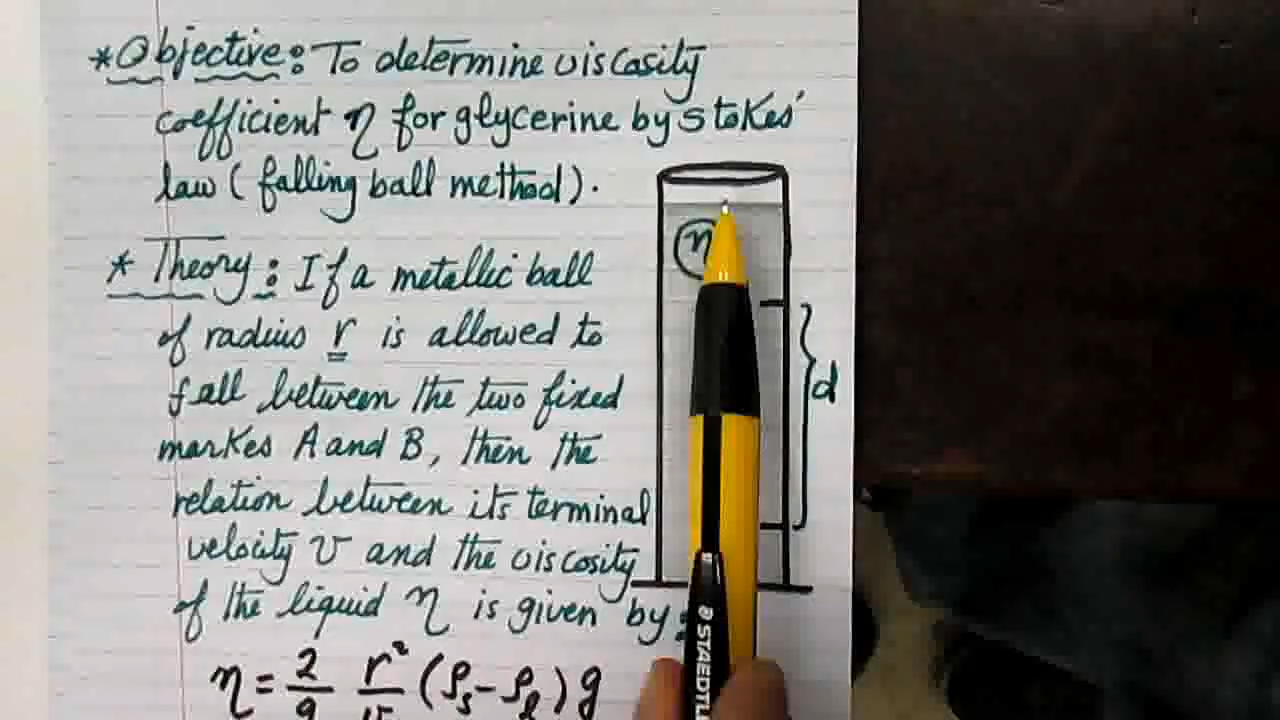 *Objective: To determine viscosity
coefficient η for glycerine by Stokes'
law (falling ball method).
* Theory: If a metallic ball
of radius r is allowed to
fall between the two fixed
markes A and B, then the
relation between its terminal
velocity v and the viscosity
of the liquid η is given by:
η = 2/9 r²/v (ρs - ρl) g
η
d
STAEDTL